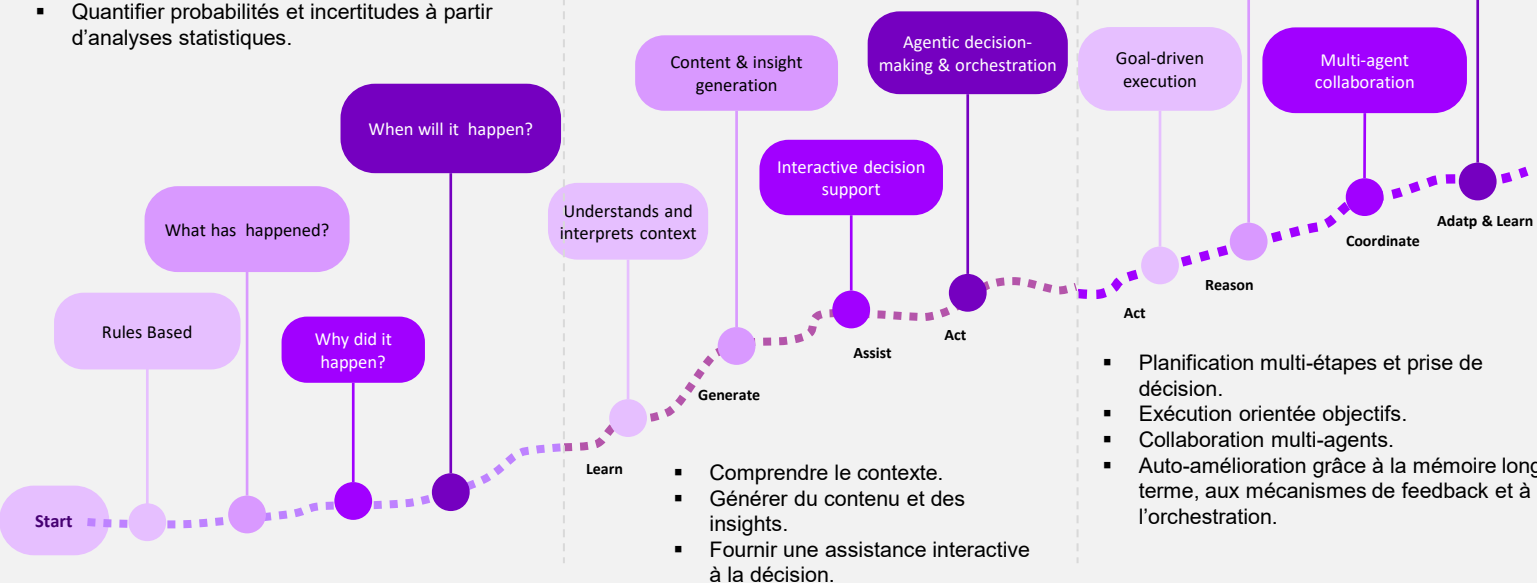 ▪ Quantifier probabilités et incertitudes à partir
d’analyses statistiques.
When will it happen?
What has happened?
Rules Based
Why did it
happen?
Start
Content & insight
generation
Agentic decision-
making & orchestration
Interactive decision
support
Understands and
interprets context
Learn
Generate
Assist
Act
▪ Comprendre le contexte.
▪ Générer du contenu et des
insights.
▪ Fournir une assistance interactive
à la décision.
Goal-driven
execution
Multi-agent
collaboration
Act
Reason
Coordinate
Adatp & Learn
▪ Planification multi-étapes et prise de
décision.
▪ Exécution orientée objectifs.
▪ Collaboration multi-agents.
▪ Auto-amélioration grâce à la mémoire long
terme, aux mécanismes de feedback et à
l’orchestration.